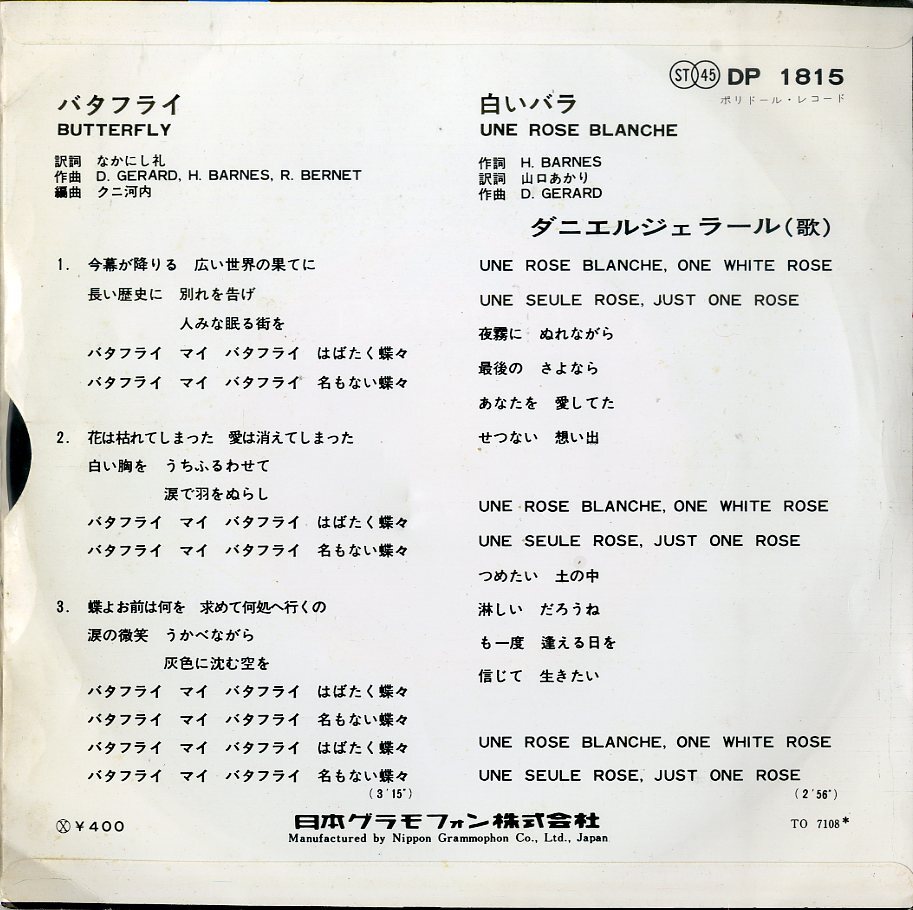 ST 45 DP 1815
ポリドール・レコード
バタフライ
BUTTERFLY
訳詞 なかにし礼
作曲 D. GERARD, H. BARNES, R. BERNET
編曲 クニ河内
1. 今幕が降りる 広い世界の果てに
長い歴史に 別れを告げ
人みな眠る街を
バタフライ マイ バタフライ はばたく蝶々
バタフライ マイ バタフライ 名もない蝶々
2. 花は枯れてしまった 愛は消えてしまった
白い胸を うちふるわせて
涙で羽をぬらし
バタフライ マイ バタフライ はばたく蝶々
バタフライ マイ バタフライ 名もない蝶々
3. 蝶よお前は何を 求めて何処へ行くの
涙の微笑 うかべながら
灰色に沈む空を
バタフライ マイ バタフライ はばたく蝶々
バタフライ マイ バタフライ 名もない蝶々
バタフライ マイ バタフライ はばたく蝶々
バタフライ マイ バタフライ 名もない蝶々
(3′15″)
白いバラ
UNE ROSE BLANCHE
作詞 H. BARNES
訳詞 山口あかり
作曲 D. GERARD
ダニエルジェラール(歌)
UNE ROSE BLANCHE, ONE WHITE ROSE
UNE SEULE ROSE, JUST ONE ROSE
夜霧に ぬれながら
最後の さよなら
あなたを 愛してた
せつない 想い出
UNE ROSE BLANCHE, ONE WHITE ROSE
UNE SEULE ROSE, JUST ONE ROSE
つめたい 土の中
淋しい だろうね
も一度 逢える日を
信じて 生きたい
UNE ROSE BLANCHE, ONE WHITE ROSE
UNE SEULE ROSE, JUST ONE ROSE
(2′56″)
Ⓧ ¥400
日本グラモフォン株式会社
Manufactured by Nippon Grammophon Co., Ltd., Japan
TO 7108*